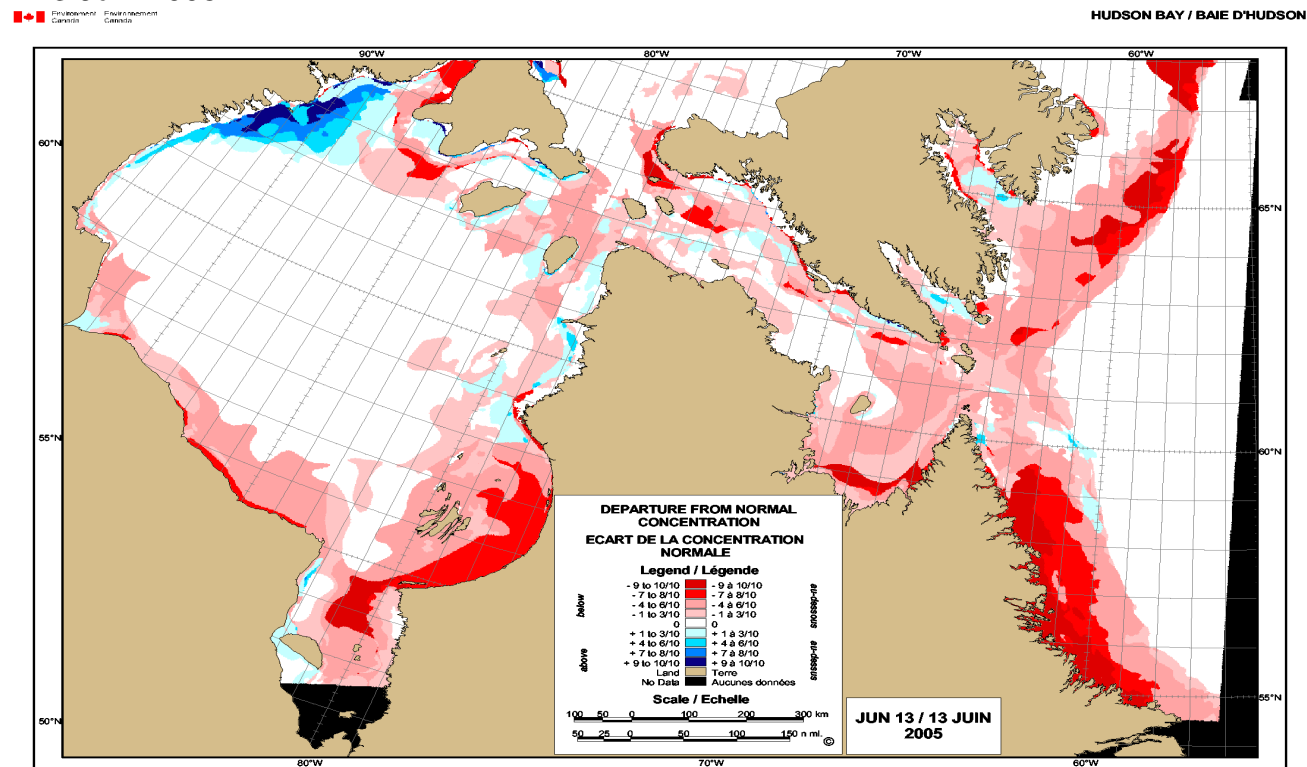 Environment Environnement
Canada Canada
HUDSON BAY / BAIE D'HUDSON
90°W 80°W 70°W 60°W
60°N
65°N
55°N
60°N
50°N
55°N
80°W 70°W 60°W
DEPARTURE FROM NORMAL
CONCENTRATION
ECART DE LA CONCENTRATION
NORMALE
Legend / Légende
- 9 to 10/10 - 9 à 10/10
- 7 to 8/10 - 7 à 8/10
- 4 to 6/10 - 4 à 6/10
- 1 to 3/10 - 1 à 3/10
0 0
+ 1 to 3/10 + 1 à 3/10
+ 4 to 6/10 + 4 à 6/10
+ 7 to 8/10 + 7 à 8/10
+ 9 to 10/10 + 9 à 10/10
Land Terre
No Data Aucunes données
below
above
au-dessous
au-dessus
Scale / Echelle
100 50 0 100 200 300 km
50 25 0 50 100 150 n mi.
©
JUN 13 / 13 JUIN
2005